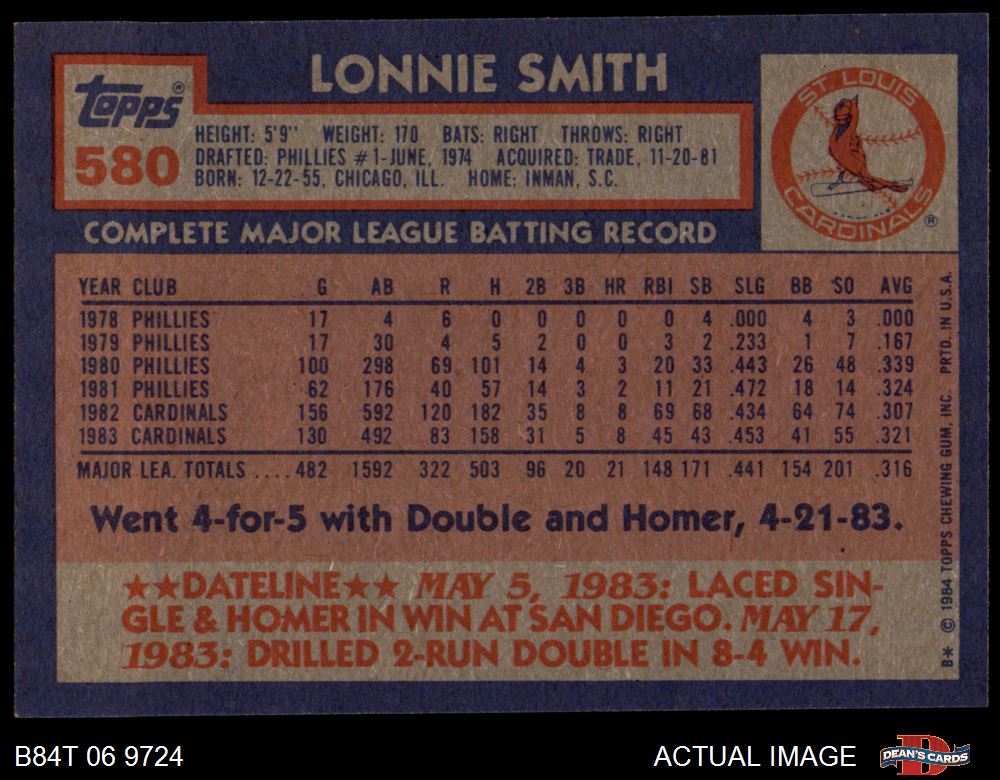 LONNIE SMITH
TOPPS®
580
HEIGHT: 5'9" WEIGHT: 170 BATS: RIGHT THROWS: RIGHT
DRAFTED: PHILLIES #1-JUNE, 1974 ACQUIRED: TRADE, 11-20-81
BORN: 12-22-55, CHICAGO, ILL. HOME: INMAN, S.C.
ST. LOUIS
CARDINALS
®
COMPLETE MAJOR LEAGUE BATTING RECORD
YEAR CLUB G AB R H 2B 3B HR RBI SB SLG BB SO AVG
1978 PHILLIES 17 4 6 0 0 0 0 0 4 .000 4 3 .000
1979 PHILLIES 17 30 4 5 2 0 0 3 2 .233 1 7 .167
1980 PHILLIES 100 298 69 101 14 4 3 20 33 .443 26 48 .339
1981 PHILLIES 62 176 40 57 14 3 2 11 21 .472 18 14 .324
1982 CARDINALS 156 592 120 182 35 8 8 69 68 .434 64 74 .307
1983 CARDINALS 130 492 83 158 31 5 8 45 43 .453 41 55 .321
MAJOR LEA. TOTALS ....482 1592 322 503 96 20 21 148 171 .441 154 201 .316
Went 4-for-5 with Double and Homer, 4-21-83.
★★DATELINE★★ MAY 5, 1983: LACED SIN-
GLE & HOMER IN WIN AT SAN DIEGO. MAY 17,
1983: DRILLED 2-RUN DOUBLE IN 8-4 WIN.
B* © 1984 TOPPS CHEWING GUM, INC. PRTD. IN U.S.A.
B84T 06 9724
ACTUAL IMAGE
DEAN'S CARDS